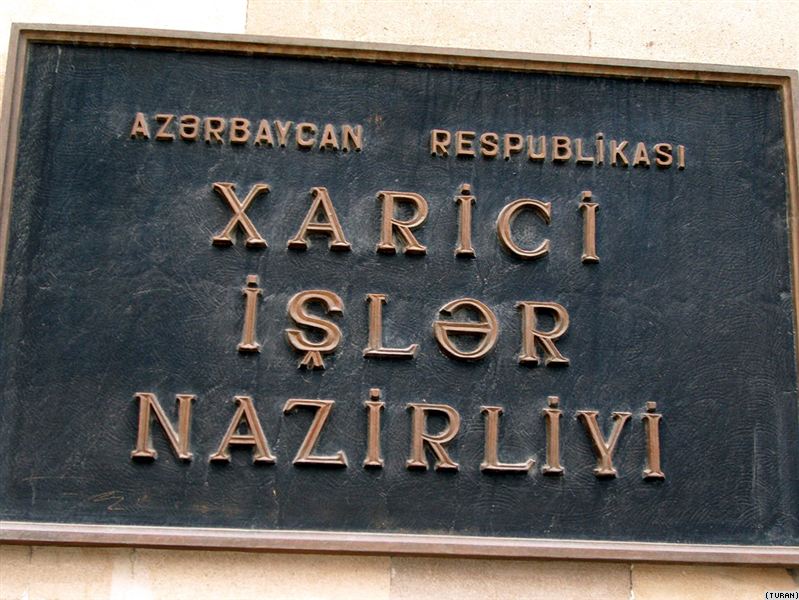 AZƏRBAYCAN RESPUBLİKASI
XARİCİ
İŞLƏR
NAZİRLİYİ
(TURAN)